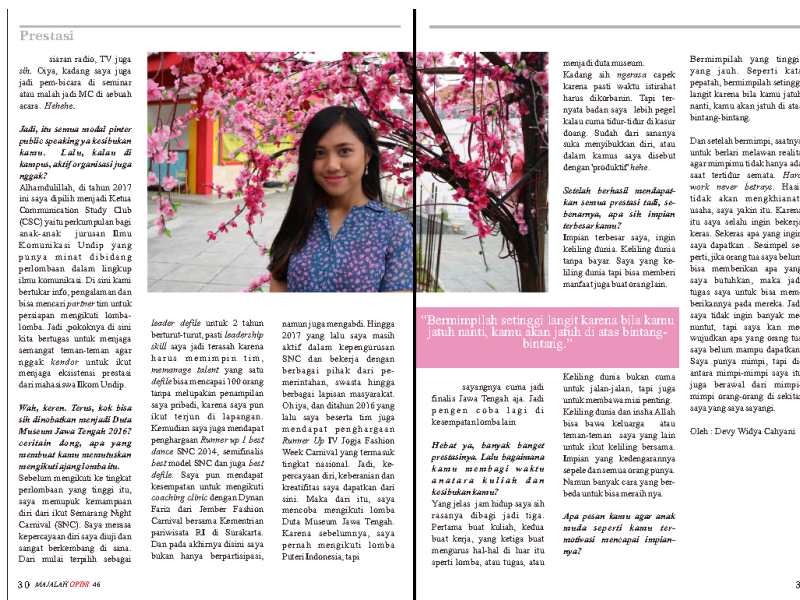 Prestasi
siaran radio, TV juga
sih. Oiya, kadang saya juga
jadi pem-bicara di seminar
atau malah jadi MC di sebuah
acara. Hehehe.
Jadi, itu semua modal pinter
public speaking ya kesibukan
kamu. Lalu, kalau di
kampus, aktif organisasi juga
nggak?
Alhamdulillah, di tahun 2017
ini saya dipilih menjadi Ketua
Communication Study Club
(CSC) yaitu perkumpulan bagi
anak-anak jurusan Ilmu
Komunikasi Undip yang
punya minat dibidang
perlombaan dalam lingkup
ilmu komunikasi. Di sini kami
bertukar info, pengalaman dan
bisa mencari partner tim untuk
persiapan mengikuti lomba-
lomba. Jadi ,pokoknya di sini
kita bertugas untuk menjaga
semangat teman-teman agar
nggak kendor untuk ikut
menjaga eksistensi prestasi
dari mahasiswa Ilkom Undip.
Wah, keren. Terus, kok bisa
sih dinobatkan menjadi Duta
Museum Jawa Tengah 2016?
ceritain dong, apa yang
membuat kamu memutuskan
mengikuti ajang lomba itu.
Sebelum mengikuti ke tingkat
perlombaan yang tinggi itu,
saya memupuk kemampuan
diri dari ikut Semarang Night
Carnival (SNC). Saya merasa
kepercayaan diri saya diuji dan
sangat berkembang di sana.
Dari mulai terpilih sebagai
leader defile untuk 2 tahun
berturut-turut, pasti leadership
skill saya jadi terasah karena
harus memimpin tim,
memanage talent yang satu
defile bisa mencapai 100 orang
tanpa melupakan penampilan
saya pribadi, karena saya pun
ikut terjun di lapangan.
Kemudian saya juga mendapat
penghargaan Runner up 1 best
dance SNC 2014, semifinalis
best model SNC dan juga best
defile. Saya pun mendapat
kesempatan untuk mengikuti
coaching clinic dengan Dynan
Fariz dari Jember Fashion
Carnival bersama Kementrian
pariwisata RI di Surakarta.
Dan pada akhirnya disini saya
bukan hanya berpartisipasi,
namun juga mengabdi. Hingga
2017 yang lalu saya masih
aktif dalam kepengurusan
SNC dan bekerja dengan
berbagai pihak dari pe-
merintahan, swasta hingga
berbagai lapisan masyarakat.
Oh iya, dan ditahun 2016 yang
lalu saya beserta tim juga
mendapat penghargaan
Runner Up IV Jogja Fashion
Week Carnival yang termasuk
tingkat nasional. Jadi, ke-
percayaan diri, keberanian dan
kreatifitas saya dapatkan dari
sini. Maka dari itu, saya
mencoba mengikuti lomba
Duta Museum Jawa Tengah.
Karena sebelumnya, saya
pernah mengikuti lomba
Puteri Indonesia, tapi
30 MAJALAH OPINI 46
"Bermimpilah setinggi langit karena bila kamu
jatuh nanti, kamu akan jatuh di atas bintang-
bintang."
sayangnya cuma jadi
finalis Jawa Tengah aja. Jadi
pengen coba lagi di
kesempatan lomba lain
Hebat ya, banyak banget
prestasinya. Lalu bagaimana
kamu membagi waktu
anatara kuliah dan
kesibukan kamu?
Yang jelas jam hidup saya sih
rasanya dibagi jadi tiga.
Pertama buat kuliah, kedua
buat kerja, yang ketiga buat
mengurus hal-hal di luar itu
sperti lomba, atau tugas, atau
menjadi duta museum.
Kadang sih ngerasa capek
karena pasti waktu istirahat
harus dikorbanin. Tapi ter-
nyata badan saya lebih pegel
kalau cuma tidur-tidur di kasur
doang. Sudah dari sananya
suka menyibukkan diri, atau
dalam kamus saya disebut
dengan 'produktif' hehe.
Setelah berhasil mendapat-
kan semua prestasi tadi, se-
benarnya, apa sih impian
terbesar kamu?
Impian terbesar saya, ingin
keliling dunia. Keliling dunia
tanpa bayar. Saya yang ke-
liling dunia tapi bisa memberi
manfaat juga buat orang lain.
Keliling dunia bukan cuma
untuk jalan-jalan, tapi juga
untuk membawa misi penting.
Keliling dunia dan insha Allah
bisa bawa keluarga atau
teman-teman saya yang lain
untuk ikut keliling bersama.
Impian yang kedengarannya
sepele dan semua orang punya.
Namun banyak cara yang ber-
beda untuk bisa meraihnya.
Apa pesan kamu agar anak
muda seperti kamu ter-
motivasi mencapai impian-
nya?
Bermimpilah yang tinggi
yang jauh. Seperti kata
pepatah, bermimpilah setinggi
langit karena bila kamu jatuh
nanti, kamu akan jatuh di atas
bintang-bintang.
Dan setelah bermimpi, saatnya
untuk berlari melawan realita
agar mimpimu tidak hanya ada
saat tertidur semata. Hard
work never betrays. Hasil
tidak akan mengkhianati
usaha, saya yakin itu. Karena
itu saya selalu ingin bekerja
keras. Sekeras apa yang ingin
saya dapatkan . Sesimpel se-
perti, jika orang tua saya belum
bisa memberikan apa yang
saya butuhkan, maka jadi
tugas saya untuk bisa mem-
berikannya pada mereka. Jadi
saya tidak ingin banyak me-
nuntut, tapi saya kan me-
wujudkan apa yang orang tua
saya belum mampu dapatkan.
Saya punya mimpi, tapi di
antara mimpi-mimpi saya itu
juga berawal dari mimpi-
mimpi orang-orang di sekitar
saya yang saya sayangi.
Oleh : Devy Widya Cahyani